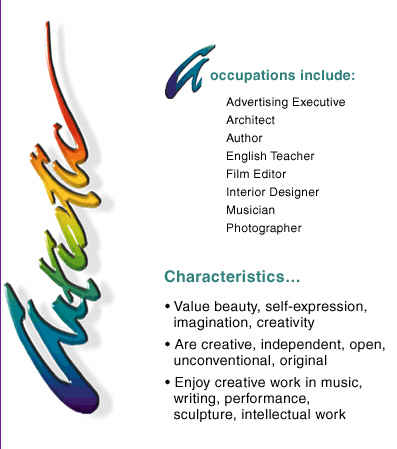 Artistic
A occupations include:
Advertising Executive
Architect
Author
English Teacher
Film Editor
Interior Designer
Musician
Photographer
Characteristics...
• Value beauty, self-expression,
imagination, creativity
• Are creative, independent, open,
unconventional, original
• Enjoy creative work in music,
writing, performance,
sculpture, intellectual work